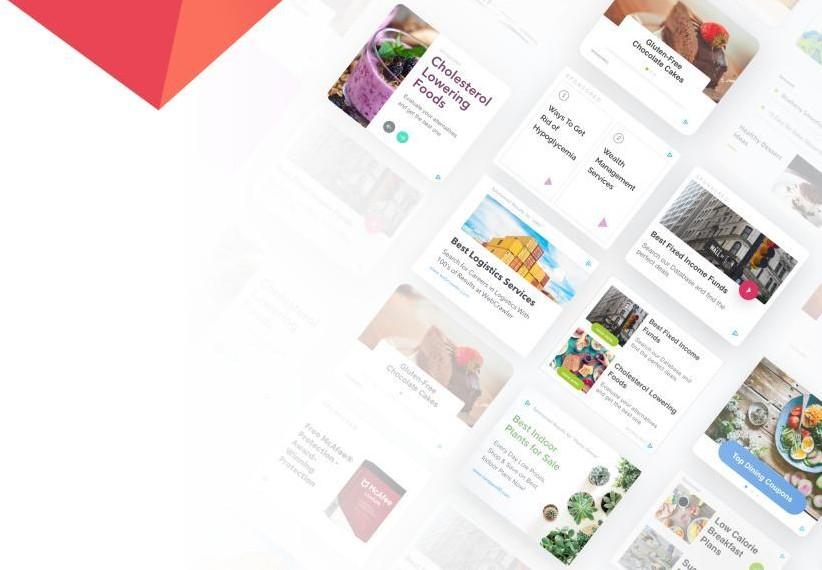 Cholesterol
Lowering
Foods
Evaluate your alternatives
and get the best one
Gluten-Free
Chocolate Cakes
SPONSORED
Ways To Get
Rid of
Hypoglycemia
Wealth
Management
Services
Healthy Dessert
Ideas
Best Logistics Services
Search for Careers in Logistics With
100's of Results at WebCrawler
WALL ST
Best Fixed Income Funds
Search our Database and find the
perfect deals
Best Fixed Income
Funds
Search our Database and
find the perfect deals
Cholesterol Lowering
Foods
Evaluate your alternatives
and get the best one
Gluten-Free
Chocolate Cakes
Free McAfee®
Protection -
Award-
Winning
Protection
McAfee
Best Indoor
Plants for Sale
Every Day Low Prices,
Shop & Save on Best
Indoor Plants Now!
Top Dining Coupons
Low Calorie
Breakfast
Plans